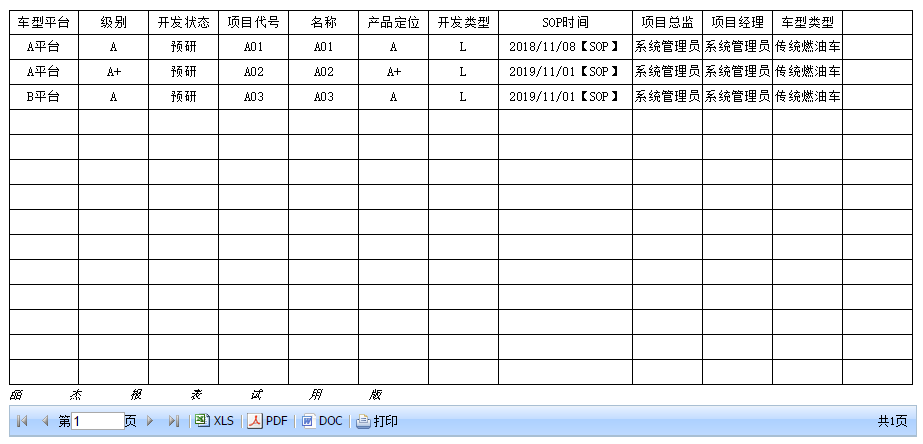 车型平台 级别 开发状态 项目代号 名称 产品定位 开发类型 SOP时间 项目总监 项目经理 车型类型
A平台 A 预研 A01 A01 A L 2018/11/08【SOP】 系统管理员 系统管理员 传统燃油车
A平台 A+ 预研 A02 A02 A+ L 2019/11/01【SOP】 系统管理员 系统管理员 传统燃油车
B平台 A 预研 A03 A03 A L 2019/11/01【SOP】 系统管理员 系统管理员 传统燃油车
皕杰报表试用版
第1页 XLS PDF DOC 打印 共1页